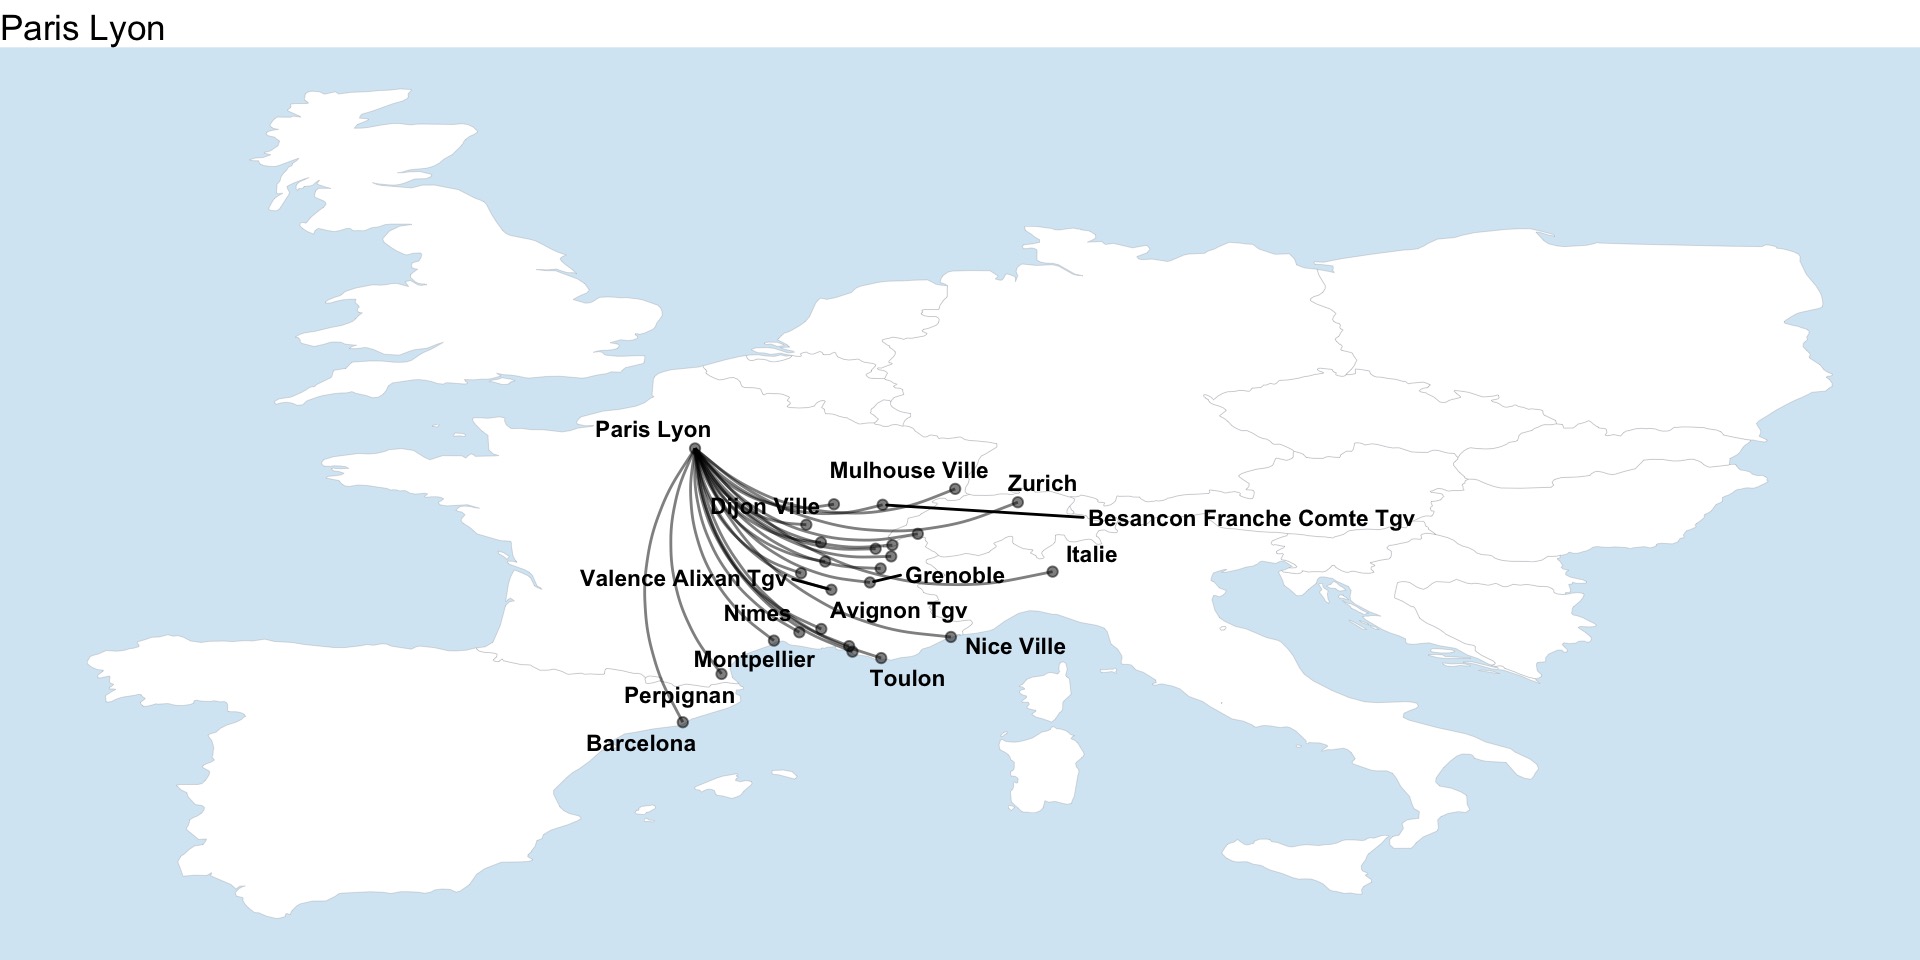 Paris Lyon
Paris Lyon
Mulhouse Ville
Zurich
Dijon Ville
Besancon Franche Comte Tgv
Italie
Valence Alixan Tgv
Grenoble
Nimes
Avignon Tgv
Nice Ville
Montpellier
Toulon
Perpignan
Barcelona